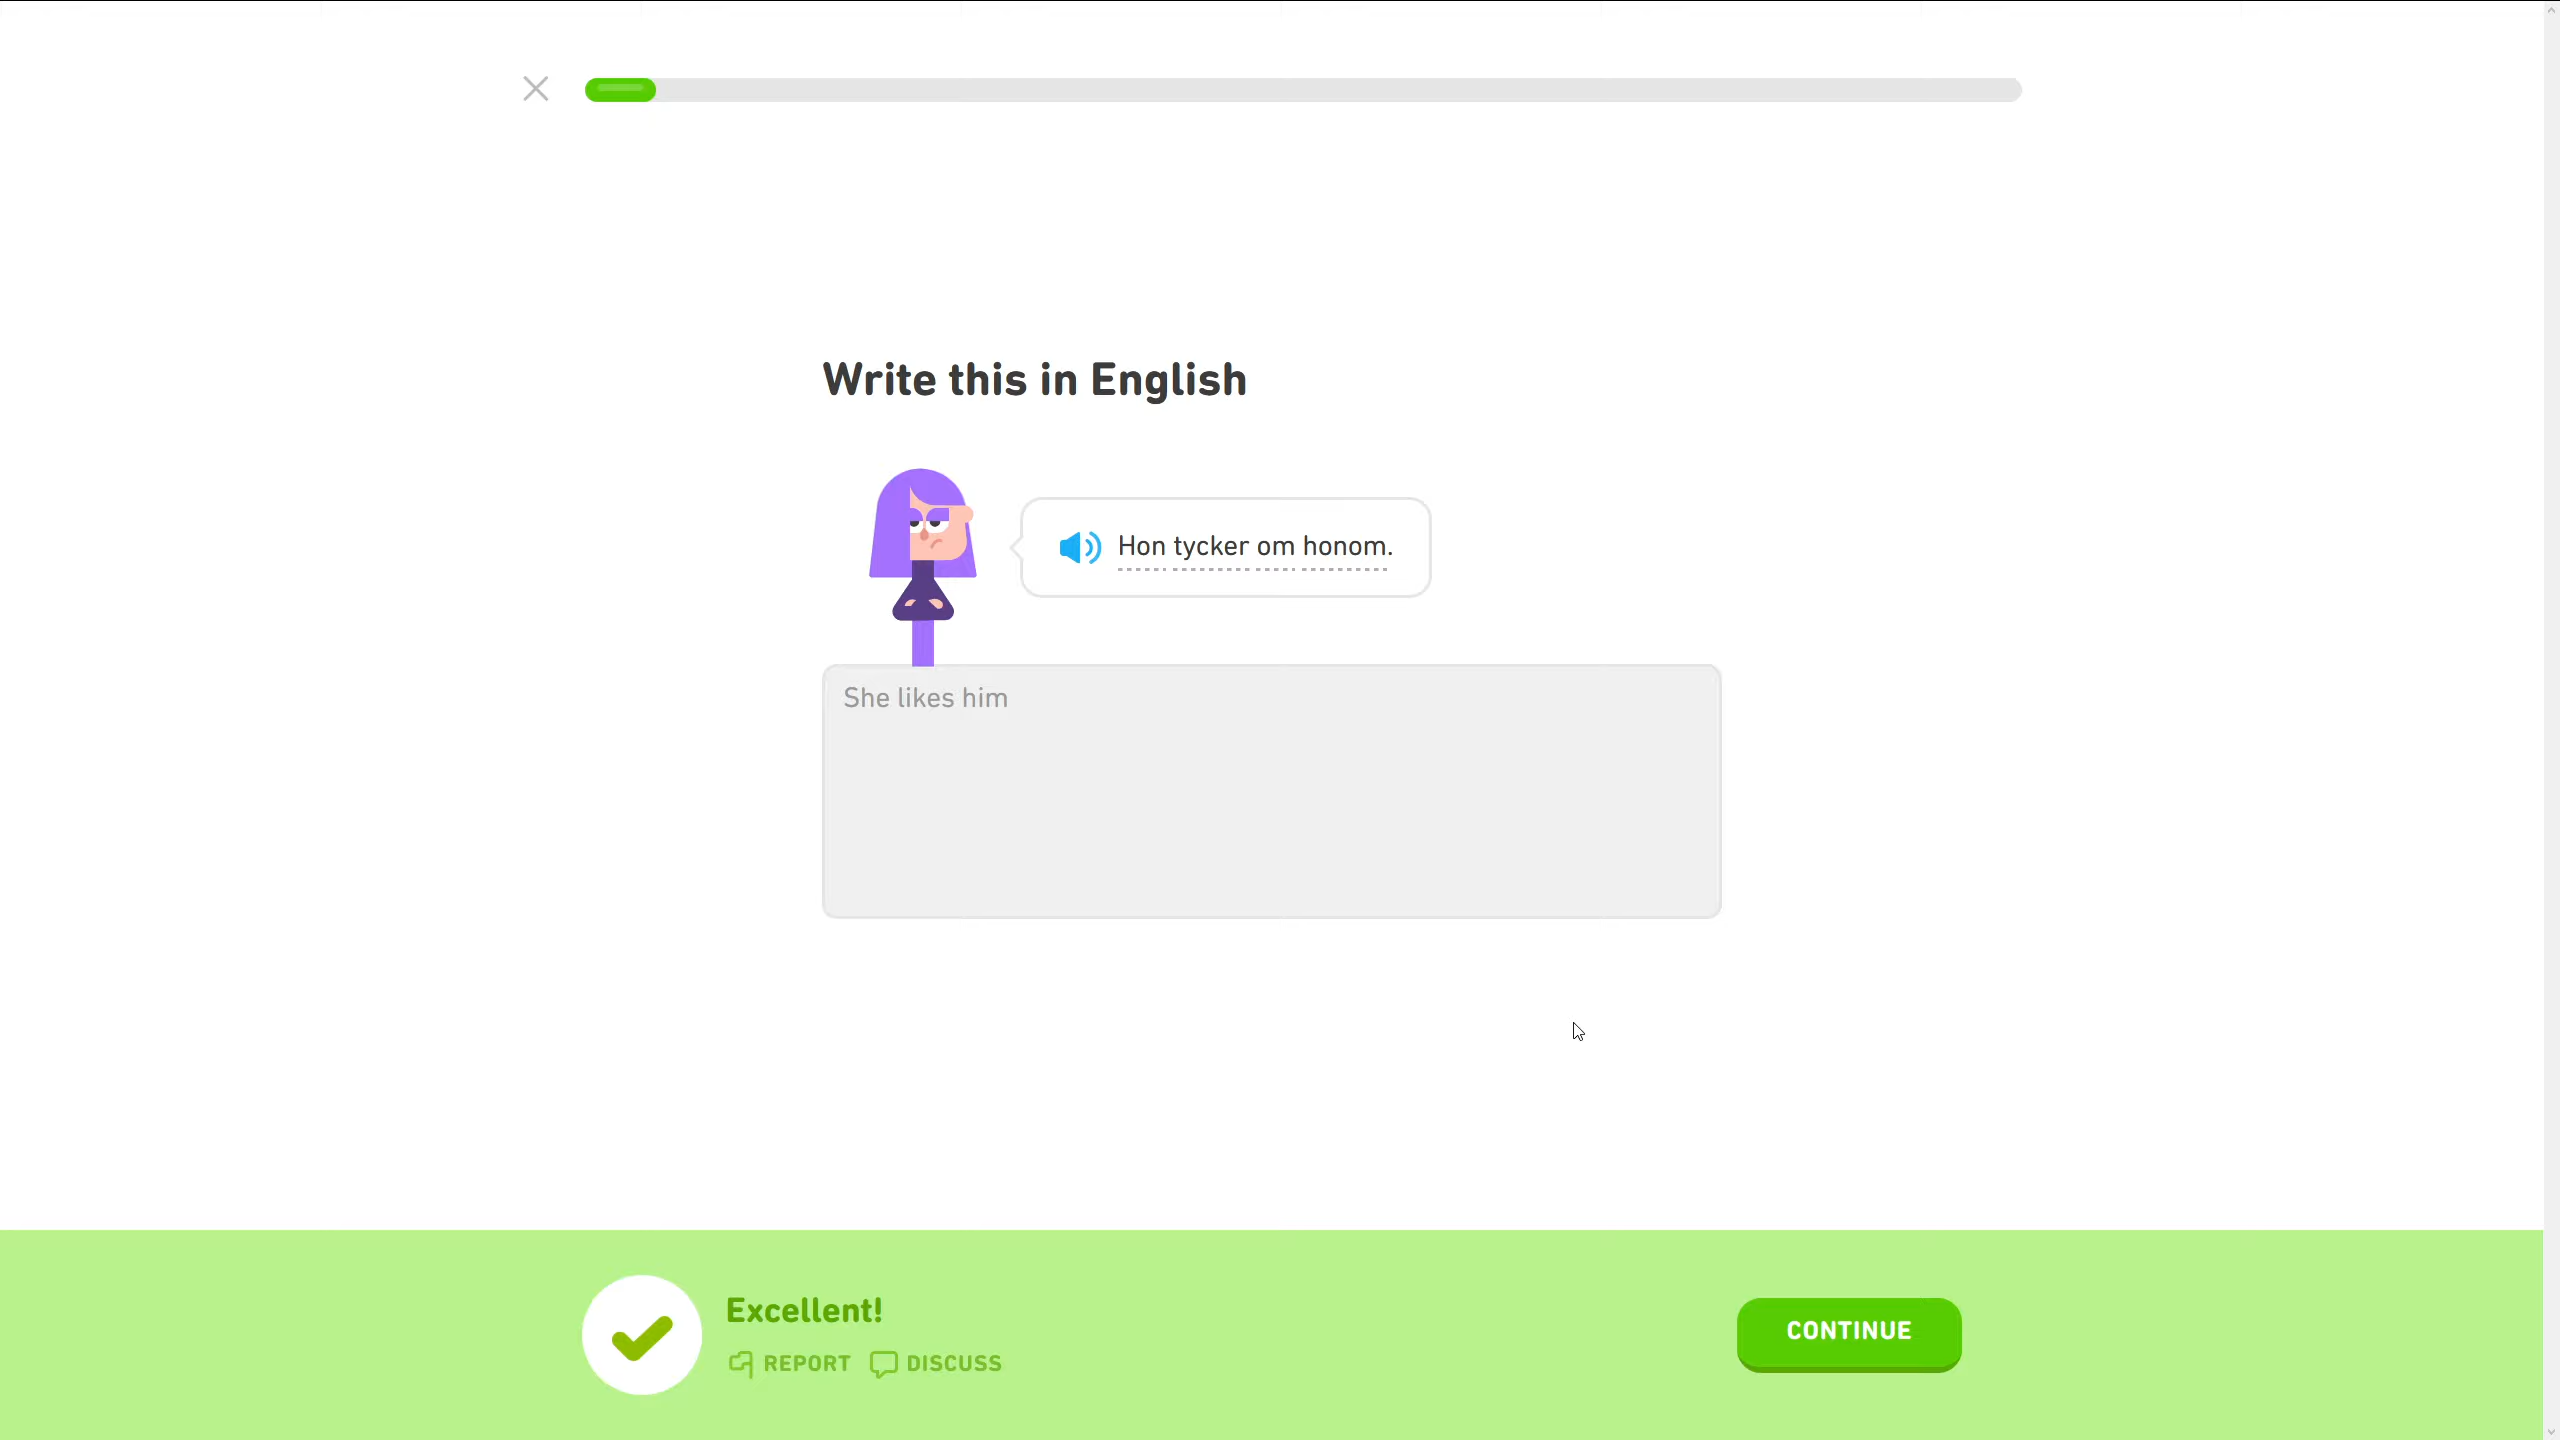 Write this in English
Hon tycker om honom.
She likes him
Excellent!
REPORT DISCUSS
CONTINUE